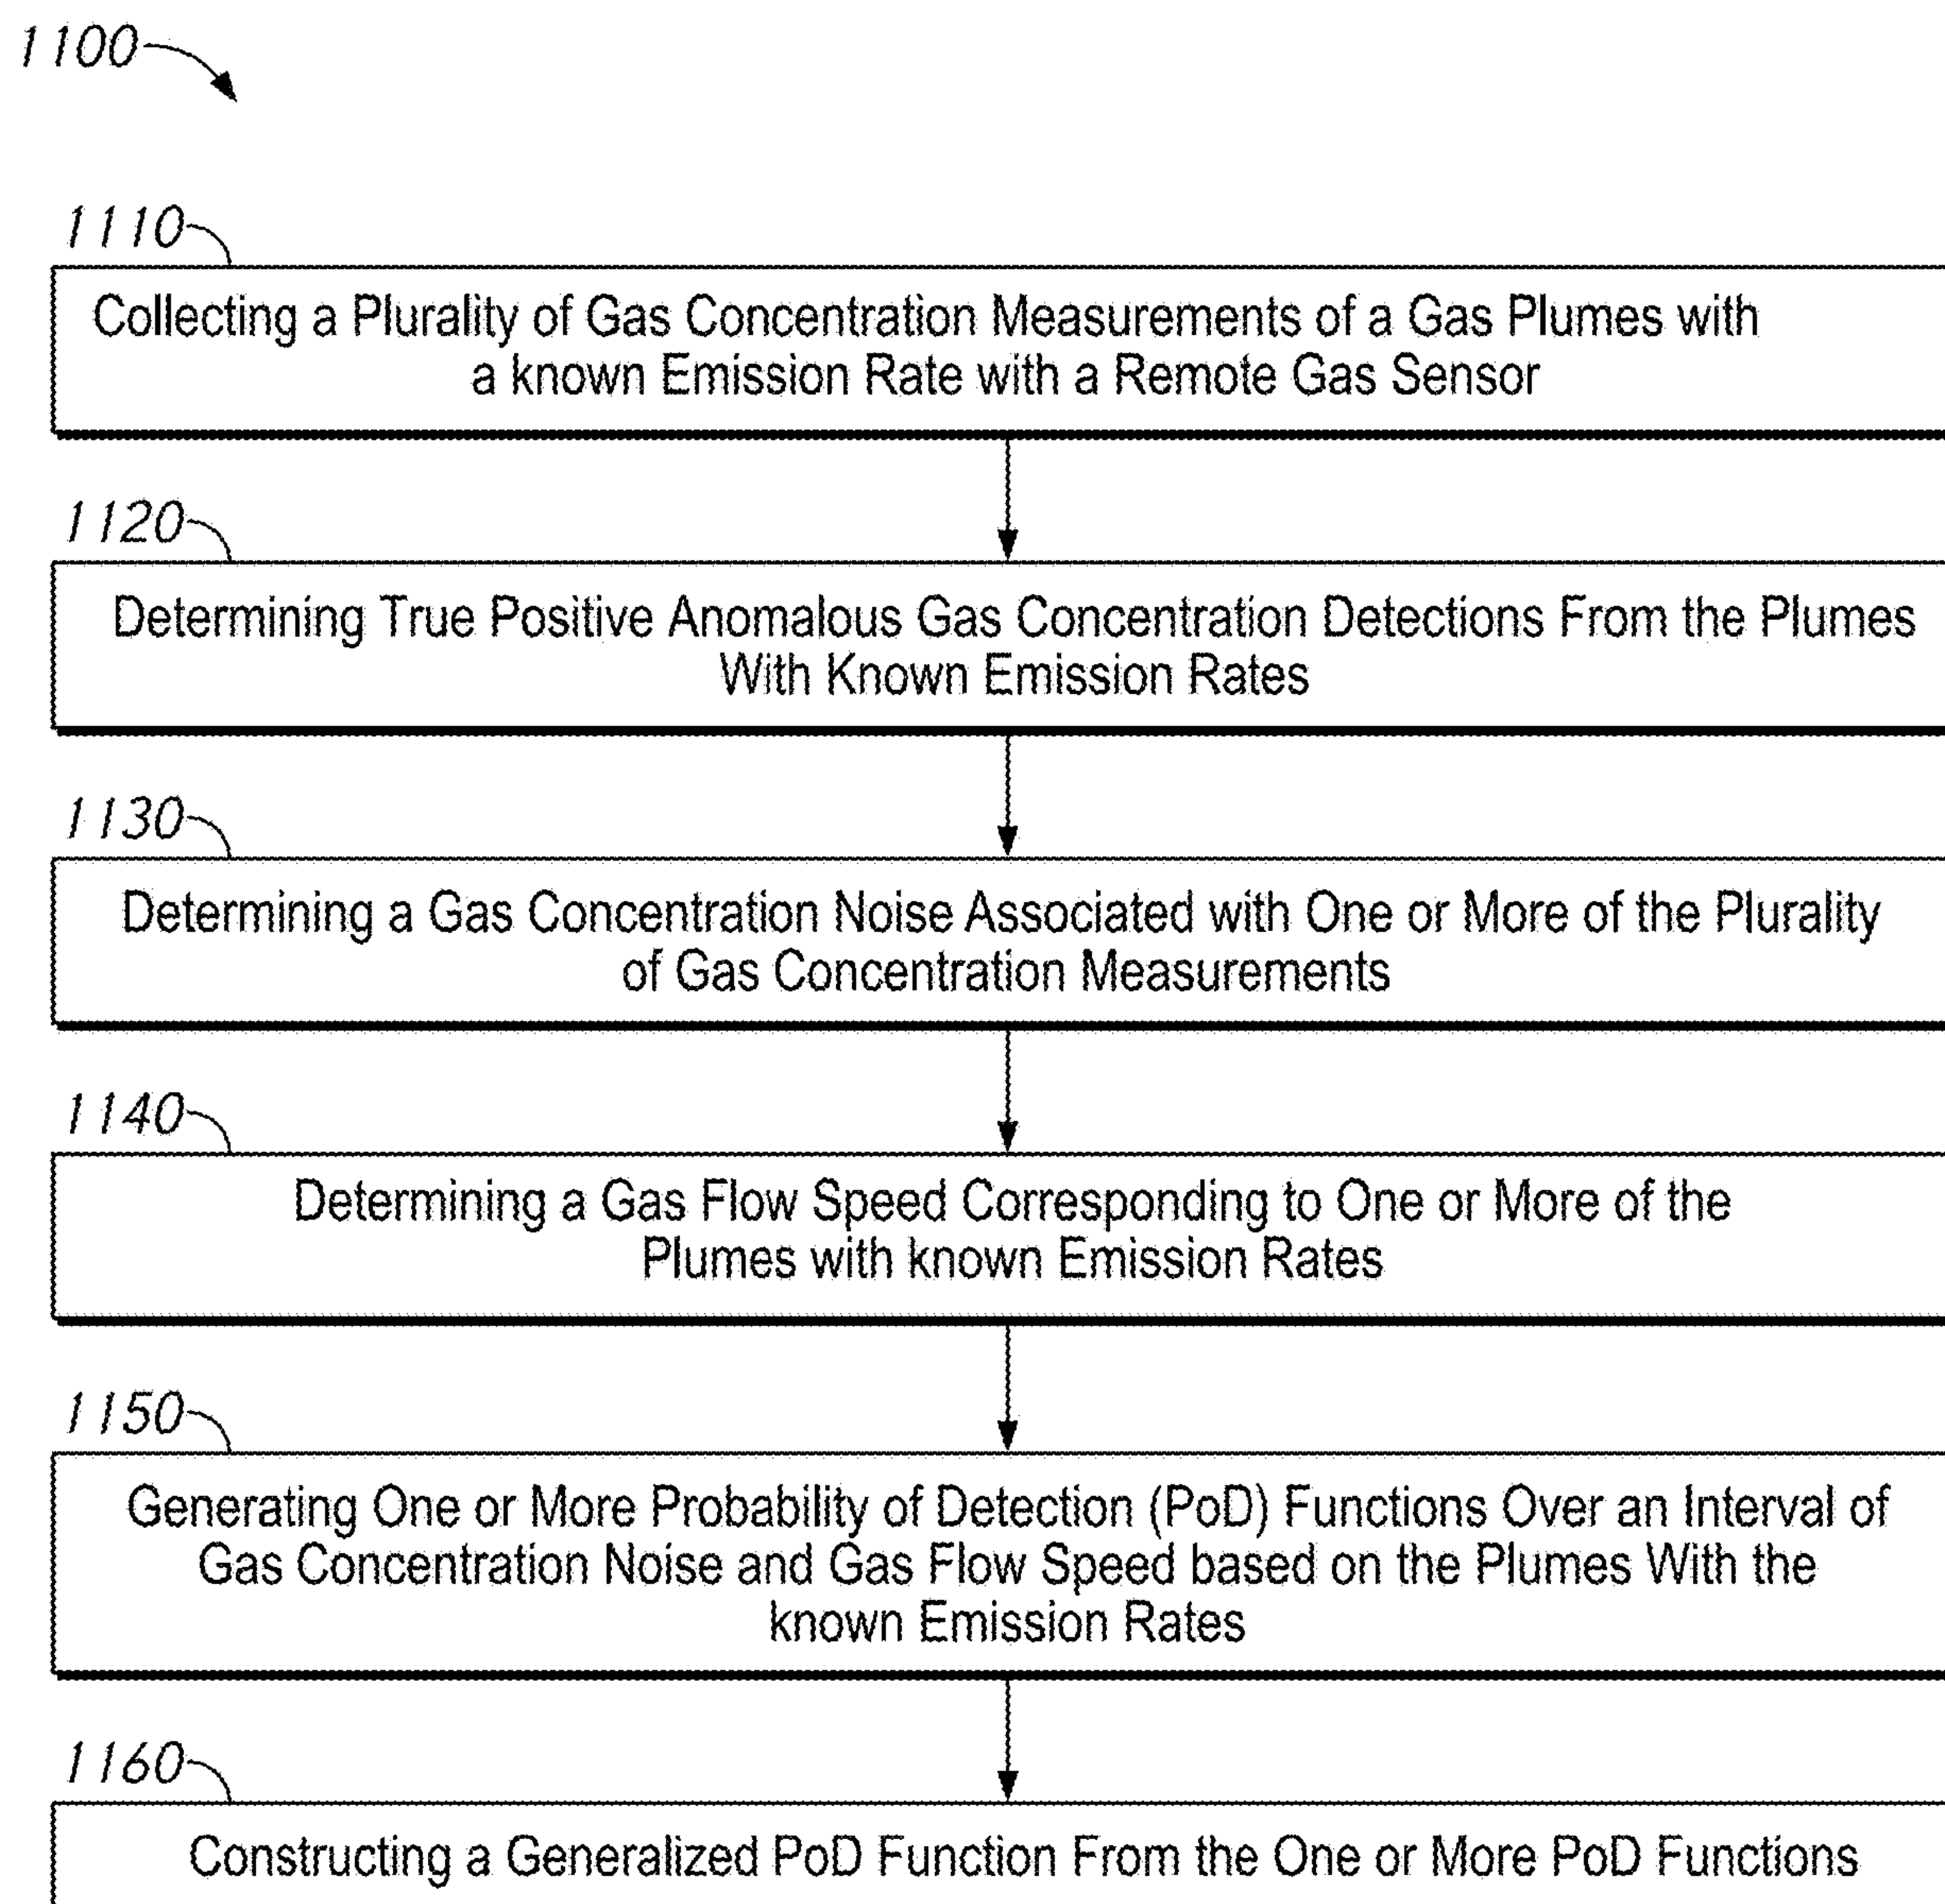 1100
1110
Collecting a Plurality of Gas Concentration Measurements of a Gas Plumes with
a known Emission Rate with a Remote Gas Sensor
1120
Determining True Positive Anomalous Gas Concentration Detections From the Plumes
With Known Emission Rates
1130
Determining a Gas Concentration Noise Associated with One or More of the Plurality
of Gas Concentration Measurements
1140
Determining a Gas Flow Speed Corresponding to One or More of the
Plumes with known Emission Rates
1150
Generating One or More Probability of Detection (PoD) Functions Over an Interval of
Gas Concentration Noise and Gas Flow Speed based on the Plumes With the
known Emission Rates
1160
Constructing a Generalized PoD Function From the One or More PoD Functions